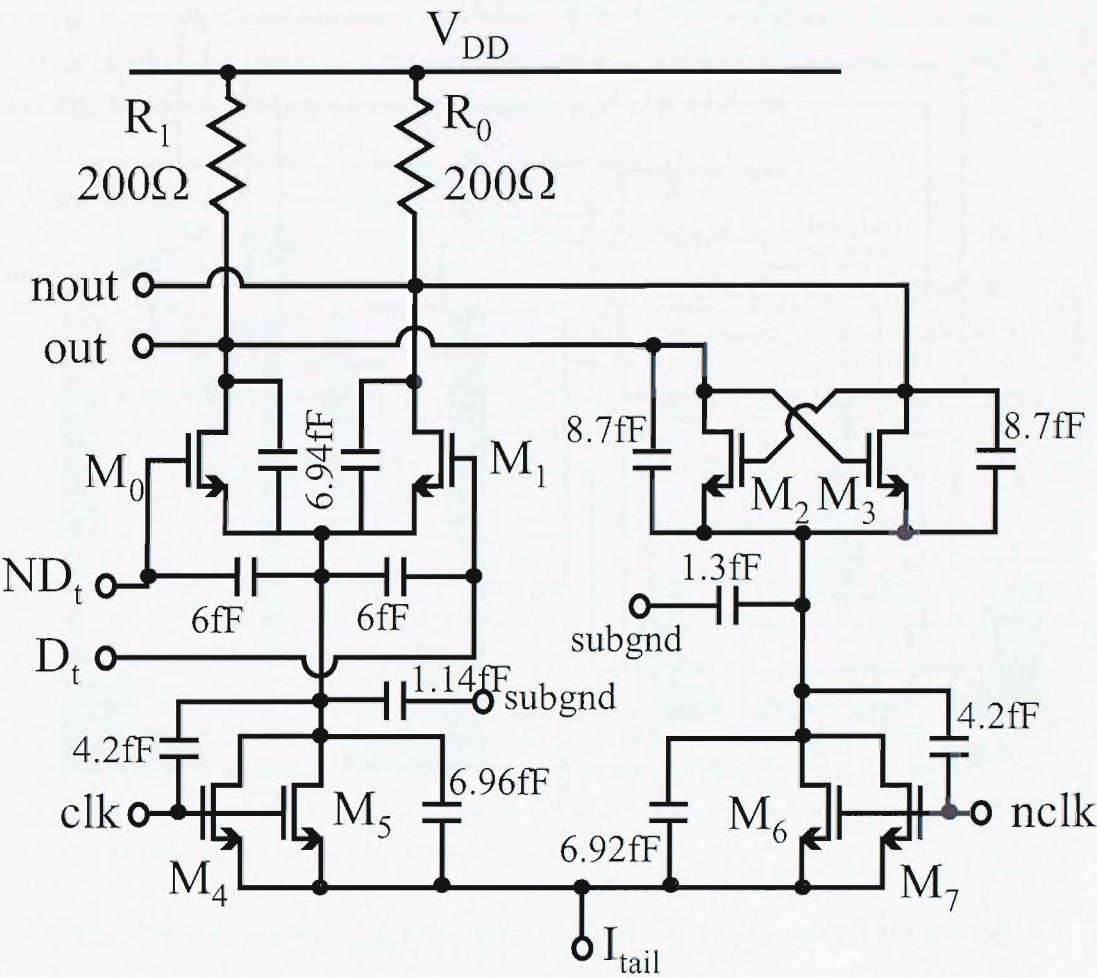 V_DD
R_1
200Ω
R_0
200Ω
nout
out
6.94fF
8.7fF
8.7fF
M_0
M_1
M_2
M_3
ND_t
6fF
6fF
1.3fF
subgnd
D_t
1.14fF
subgnd
4.2fF
4.2fF
6.96fF
clk
M_5
M_6
nclk
6.92fF
M_4
M_7
I_tail